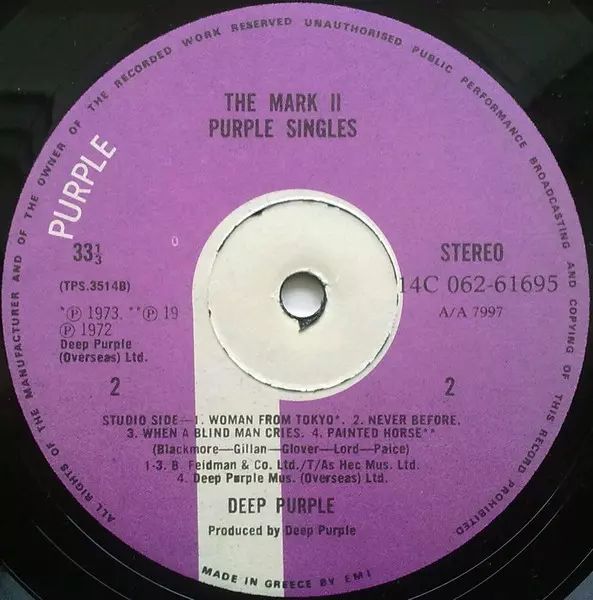 ALL RIGHTS OF THE MANUFACTURER AND OF THE OWNER OF THE RECORDED WORK RESERVED UNAUTHORISED PUBLIC PERFORMANCE BROADCASTING AND COPYING OF THIS RECORD PROHIBITED
THE MARK II
PURPLE SINGLES
PURPLE
33⅓
STEREO
(TPS.3514B)
14C 062-61695
*Ⓟ 1973. **Ⓟ 19
A/A 7997
Ⓟ 1972
Deep Purple
(Overseas) Ltd.
2
2
STUDIO SIDE—1. WOMAN FROM TOKYO*. 2. NEVER BEFORE.
3. WHEN A BLIND MAN CRIES. 4. PAINTED HORSE**
(Blackmore—Gillan—Glover—Lord—Paice)
1-3. B. Feidman & Co. Ltd./T/As Hec Mus. Ltd.
4. Deep Purple Mus. (Overseas) Ltd.
DEEP PURPLE
Produced by Deep Purple
MADE IN GREECE BY EMI